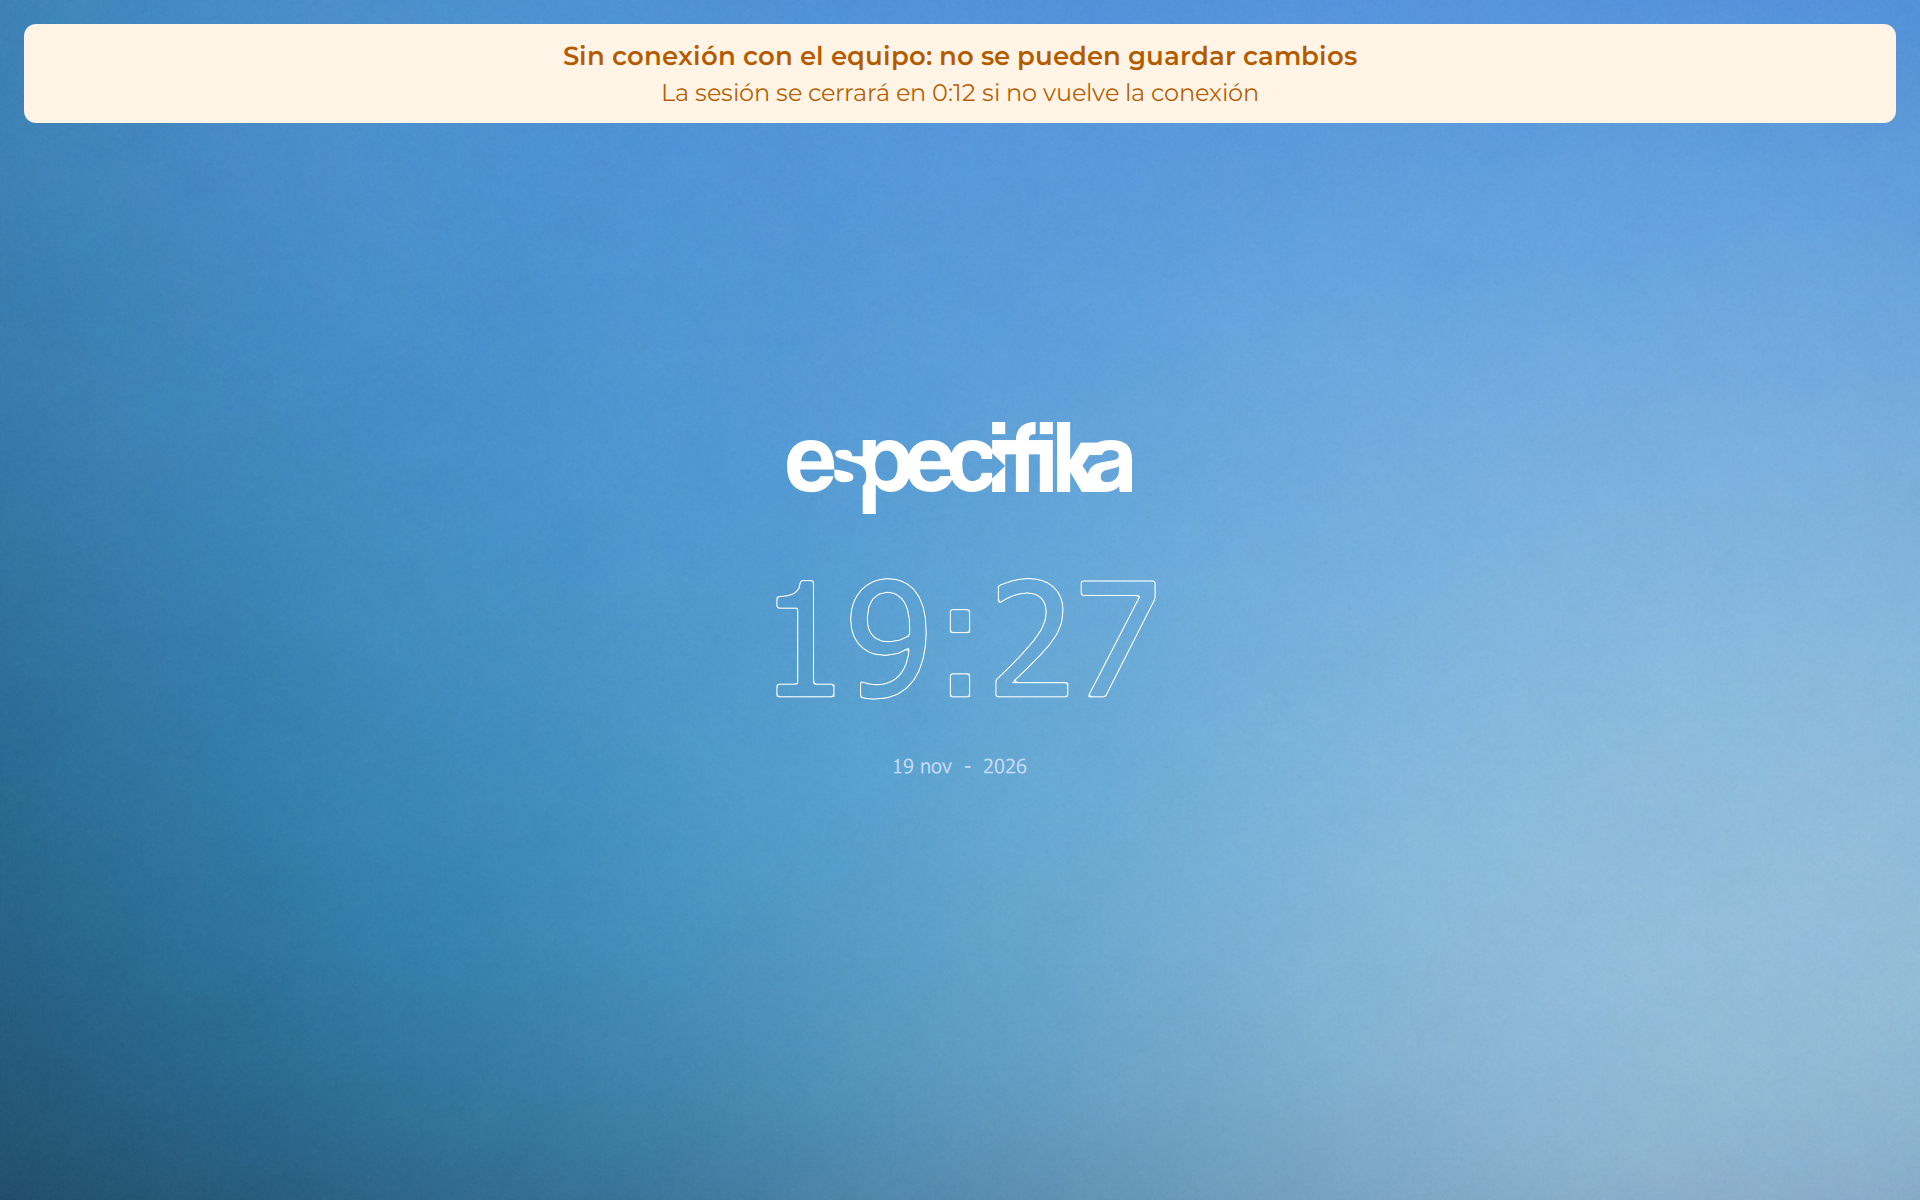 Sin conexión con el equipo: no se pueden guardar cambios
La sesión se cerrará en 0:12 si no vuelve la conexión
especifika
19:27
19 nov - 2026